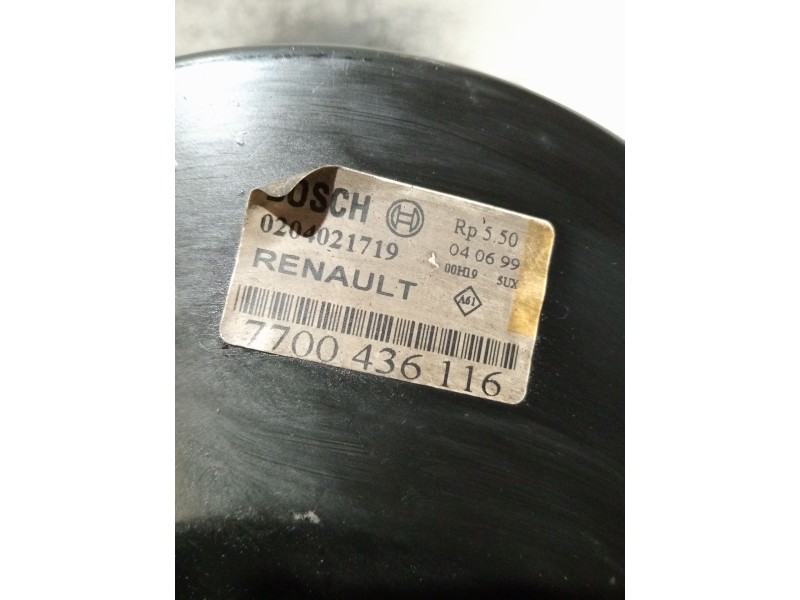 BOSCH Rp 5.50
0204021719 04 06 99
00H19 5UX
RENAULT A61
7700 436 116